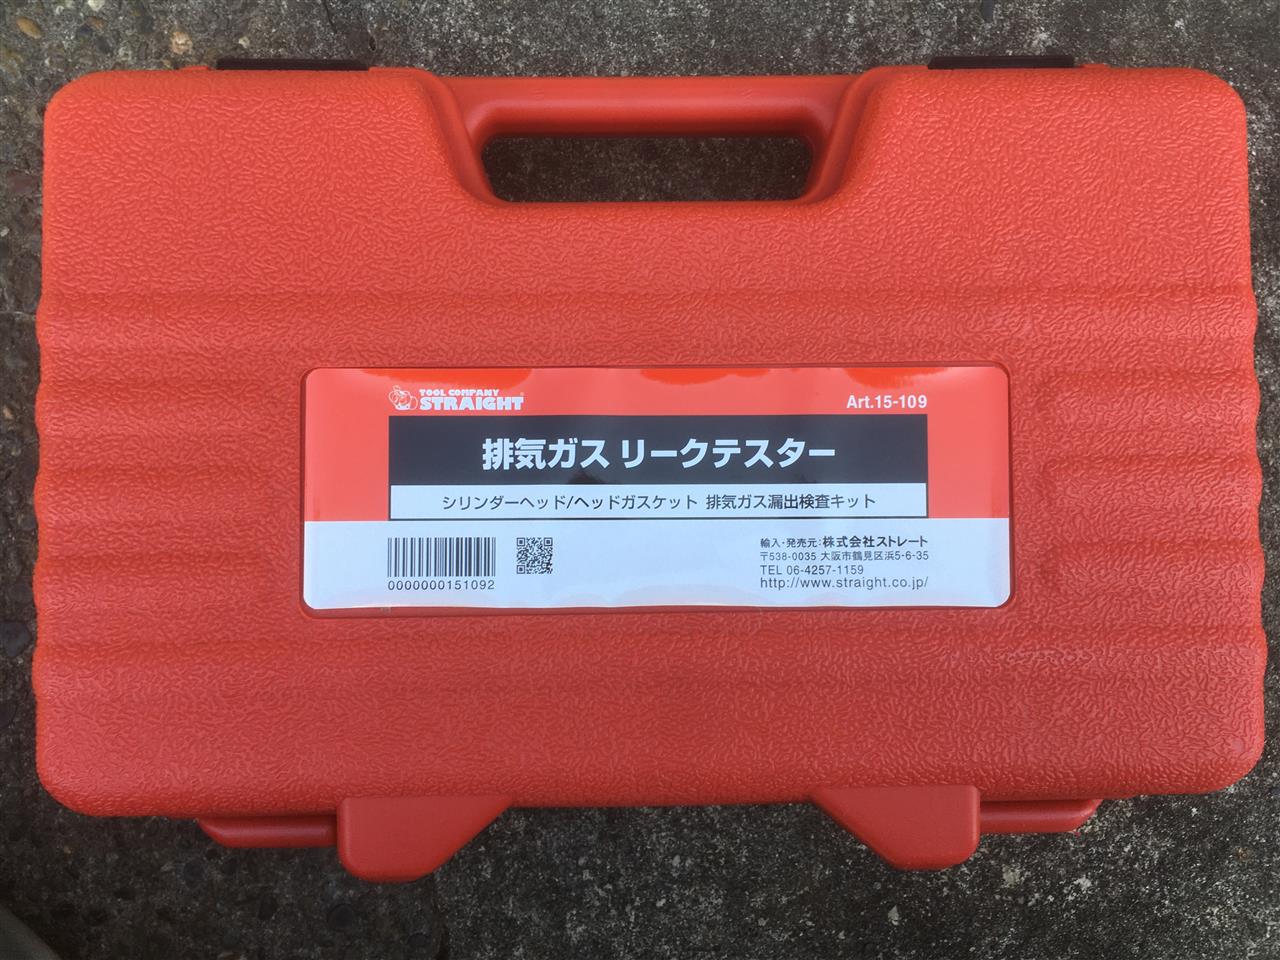 TOOL COMPANY
STRAIGHT
Art.15-109
排気ガス リークテスター
シリンダーヘッド/ヘッドガスケット 排気ガス漏出検査キット
輸入・発売元:株式会社ストレート
〒538-0035 大阪市鶴見区浜5-6-35
TEL 06-4257-1159
http://www.straight.co.jp/
0000000151092